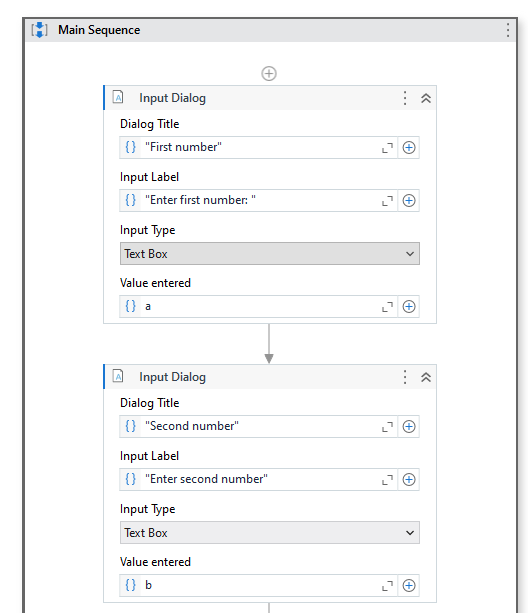 Main Sequence
Input Dialog
Dialog Title
{} "First number"
Input Label
{} "Enter first number: "
Input Type
Text Box
Value entered
{} a
Input Dialog
Dialog Title
{} "Second number"
Input Label
{} "Enter second number"
Input Type
Text Box
Value entered
{} b